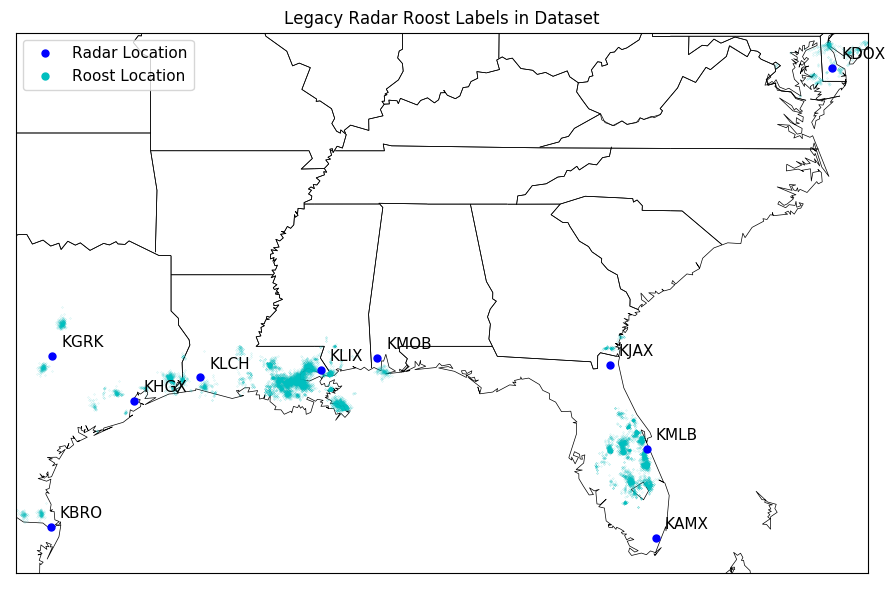 Legacy Radar Roost Labels in Dataset
Radar Location
Roost Location
KDOX
KGRK
KMOB
KLIX
KLCH
KJAX
KHGX
KMLB
KBRO
KAMX